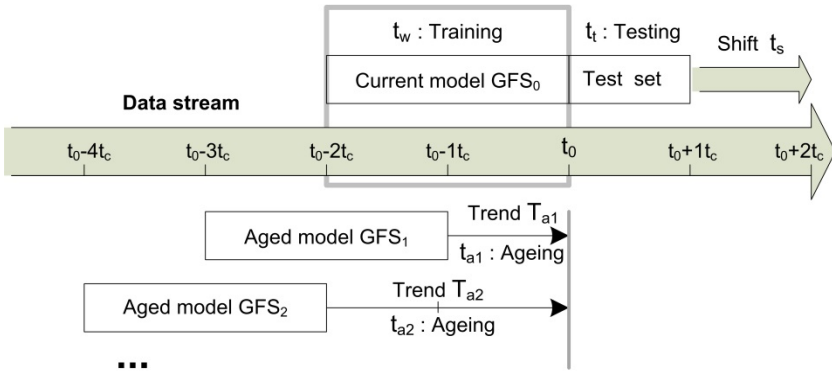 t_w : Training
t_t : Testing
Shift t_s
Current model GFS_0
Test set
Data stream
t_0-4t_c
t_0-3t_c
t_0-2t_c
t_0-1t_c
t_0
t_0+1t_c
t_0+2t_c
Trend T_a1
Aged model GFS_1
t_a1 : Ageing
Trend T_a2
Aged model GFS_2
t_a2 : Ageing
...